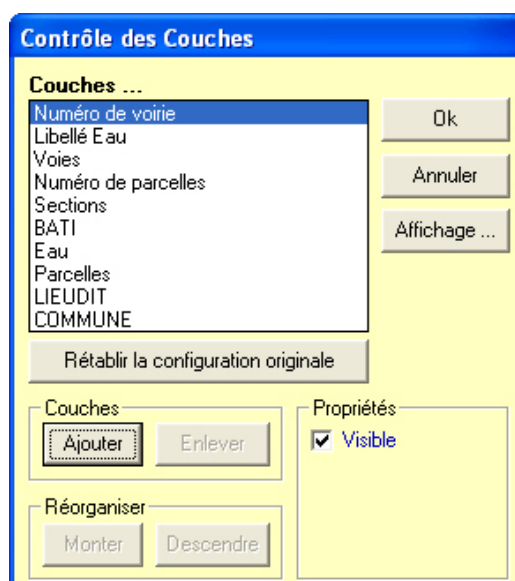 Contrôle des Couches
Couches ...
Numéro de voirie
Libellé Eau
Voies
Numéro de parcelles
Sections
BATI
Eau
Parcelles
LIEUDIT
COMMUNE
Ok
Annuler
Affichage ...
Rétablir la configuration originale
Couches
Ajouter Enlever
Propriétés
Visible
Réorganiser
Monter Descendre